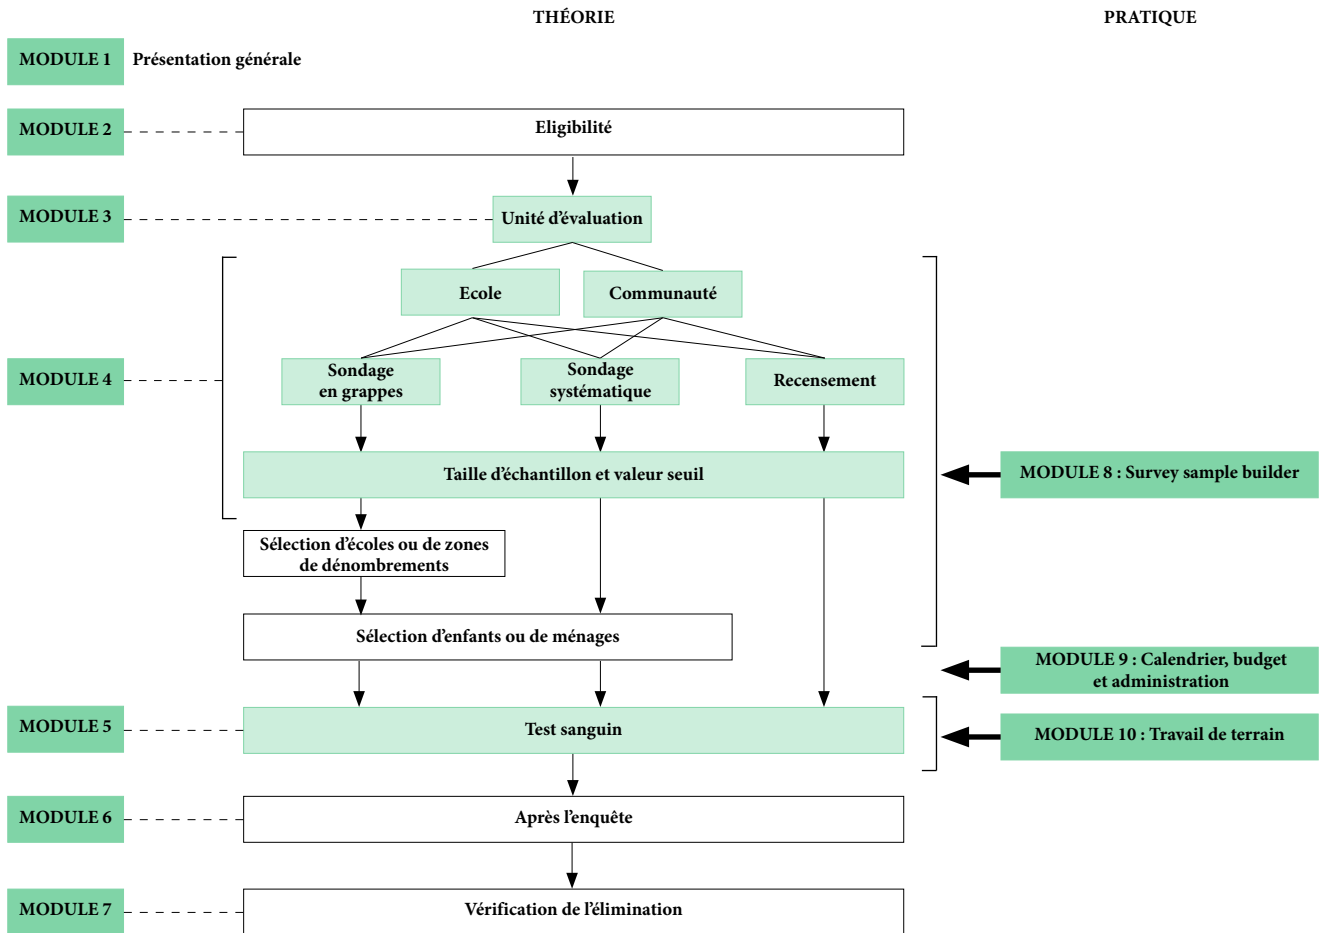 THÉORIE
PRATIQUE
MODULE 1
Présentation générale
MODULE 2
Eligibilité
MODULE 3
Unité d’évaluation
Ecole
Communauté
MODULE 4
Sondage
en grappes
Sondage
systématique
Recensement
Taille d’échantillon et valeur seuil
MODULE 8 : Survey sample builder
Sélection d’écoles ou de zones
de dénombrements
Sélection d’enfants ou de ménages
MODULE 9 : Calendrier, budget
et administration
MODULE 5
Test sanguin
MODULE 10 : Travail de terrain
MODULE 6
Après l’enquête
MODULE 7
Vérification de l’élimination